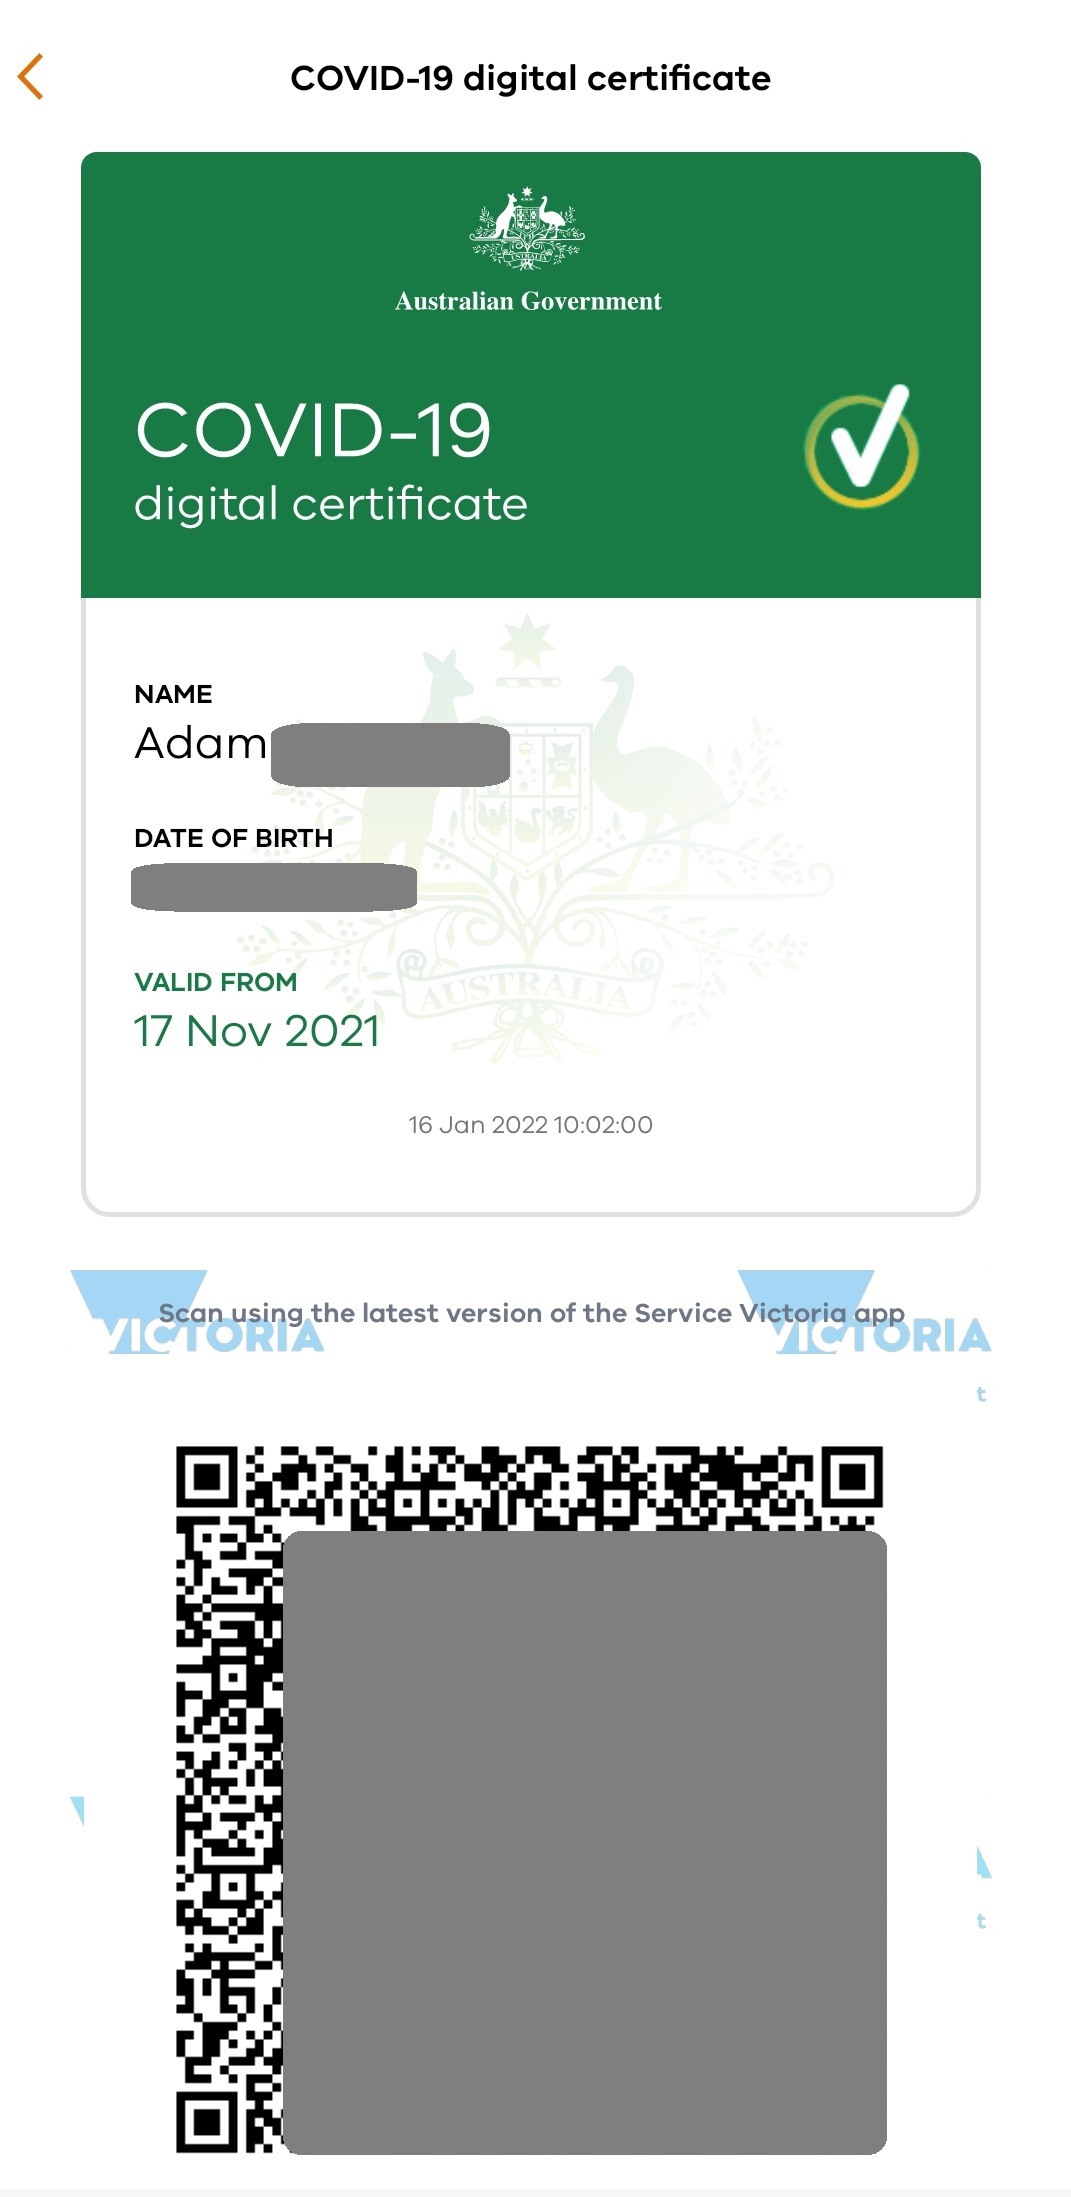 COVID-19 digital certificate
Australian Government
COVID-19
digital certificate
NAME
Adam
DATE OF BIRTH
AUSTRALIA
VALID FROM
17 Nov 2021
16 Jan 2022 10:02:00
Scan using the latest version of the Service Victoria app
VICTORIA VICTORIA
t
t